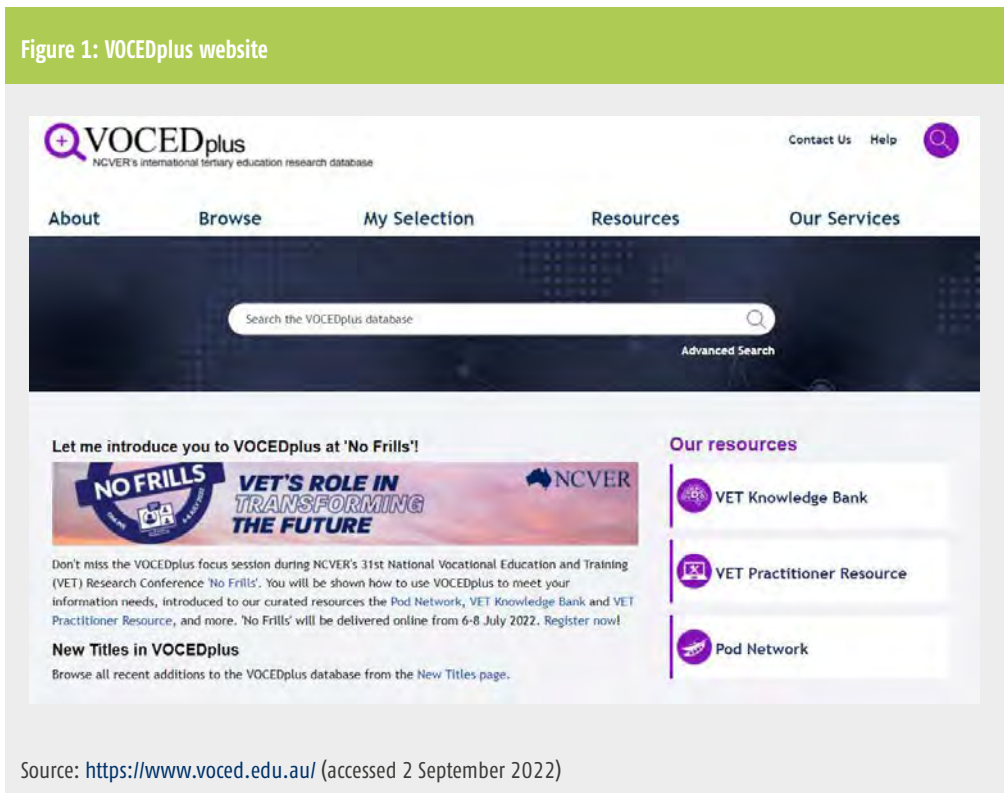 Figure 1: VOCEDplus website
VOCEDplus
NCVER's international tertiary education research database
Contact Us Help
About Browse My Selection Resources Our Services
Search the VOCEDplus database
Advanced Search
Let me introduce you to VOCEDplus at 'No Frills'!
NO FRILLS
ONLINE
6-8 JULY 2022
VET'S ROLE IN
TRANSFORMING
THE FUTURE
NCVER
Don't miss the VOCEDplus focus session during NCVER's 31st National Vocational Education and Training
(VET) Research Conference 'No Frills'. You will be shown how to use VOCEDplus to meet your
information needs, introduced to our curated resources the Pod Network, VET Knowledge Bank and VET
Practitioner Resource, and more. 'No Frills' will be delivered online from 6-8 July 2022. Register now!
New Titles in VOCEDplus
Browse all recent additions to the VOCEDplus database from the New Titles page.
Our resources
VET Knowledge Bank
VET Practitioner Resource
Pod Network
Source: https://www.voced.edu.au/ (accessed 2 September 2022)